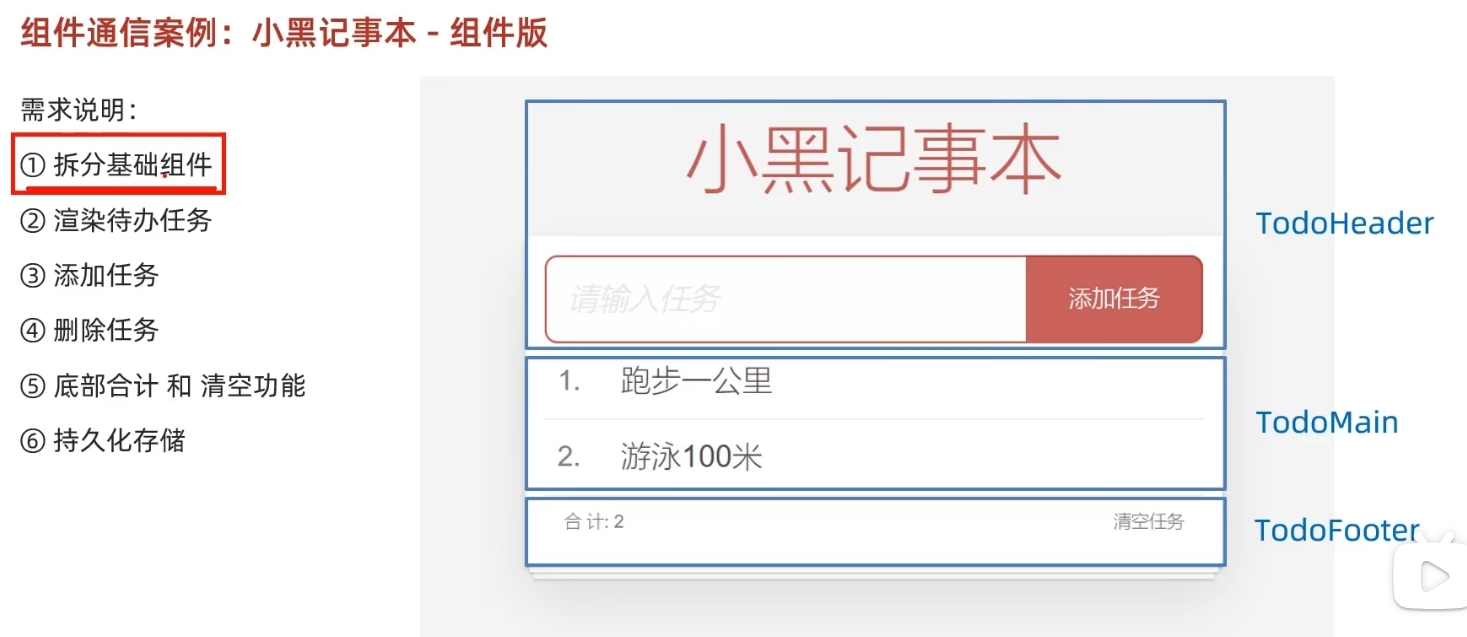 组件通信案例：小黑记事本 - 组件版
需求说明：
① 拆分基础组件
② 渲染待办任务
③ 添加任务
④ 删除任务
⑤ 底部合计 和 清空功能
⑥ 持久化存储
小黑记事本
请输入任务
添加任务
TodoHeader
1. 跑步一公里
2. 游泳100米
TodoMain
合 计: 2
清空任务
TodoFooter